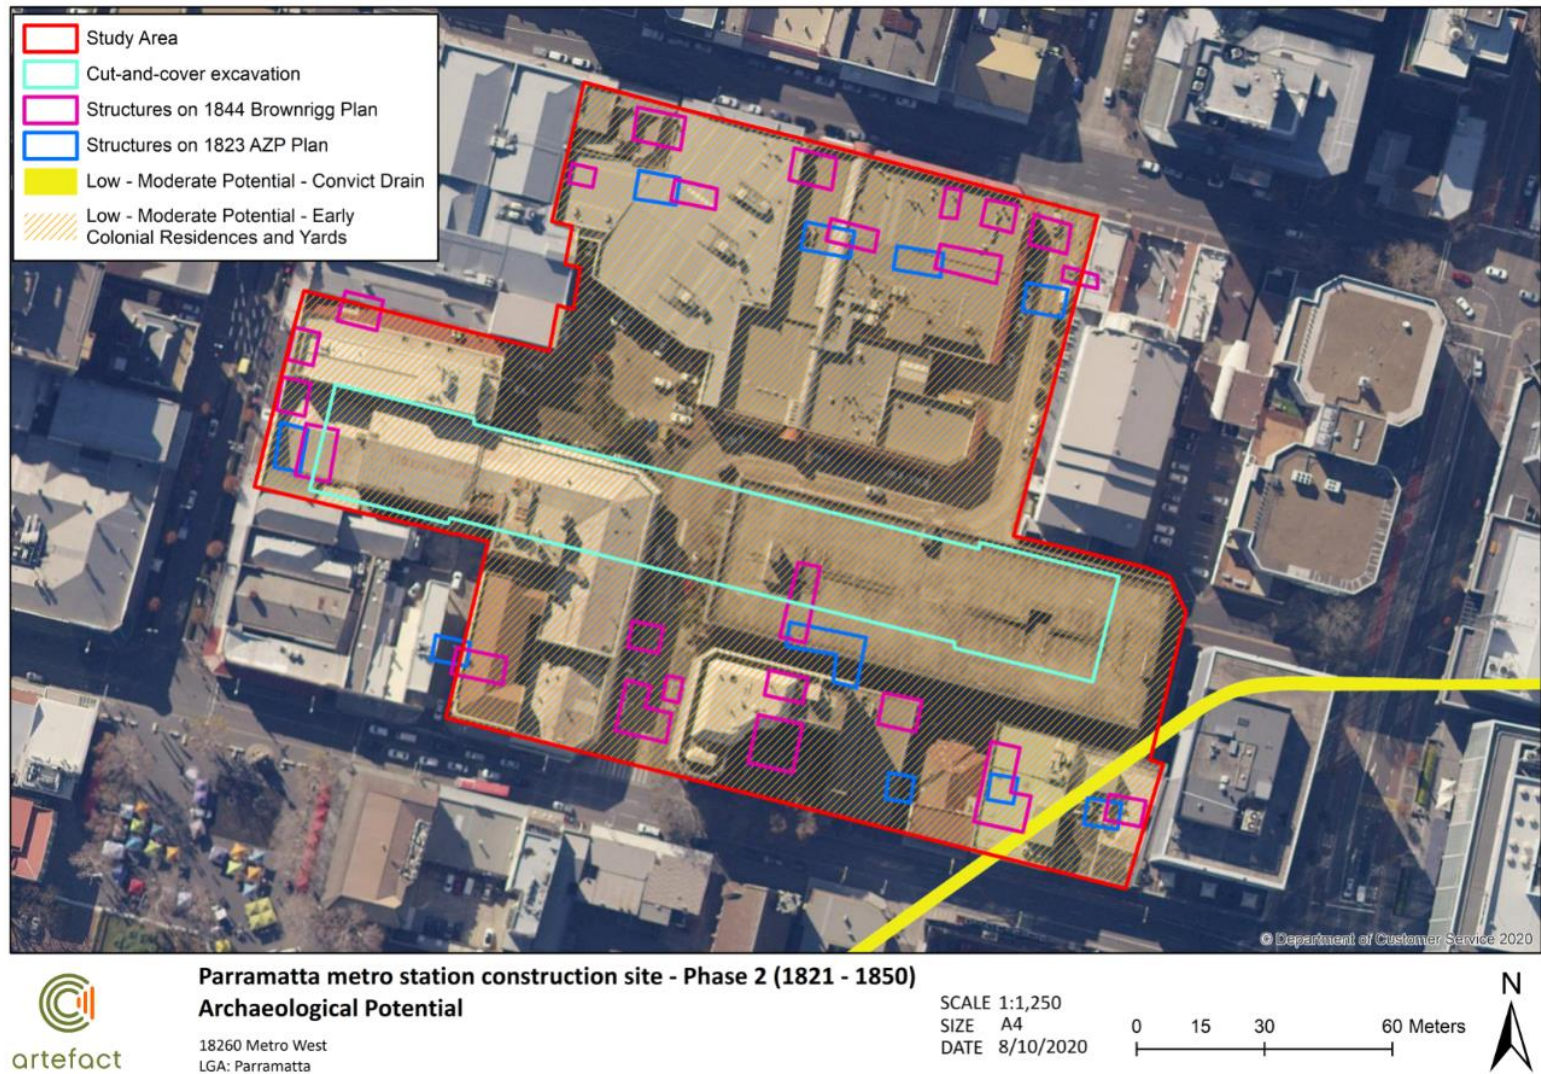 Study Area
Cut-and-cover excavation
Structures on 1844 Brownrigg Plan
Structures on 1823 AZP Plan
Low - Moderate Potential - Convict Drain
Low - Moderate Potential - Early
Colonial Residences and Yards
© Department of Customer Service 2020
artefact
Parramatta metro station construction site - Phase 2 (1821 - 1850)
Archaeological Potential
18260 Metro West
LGA: Parramatta
SCALE 1:1,250
SIZE A4
DATE 8/10/2020
0 15 30 60 Meters
N